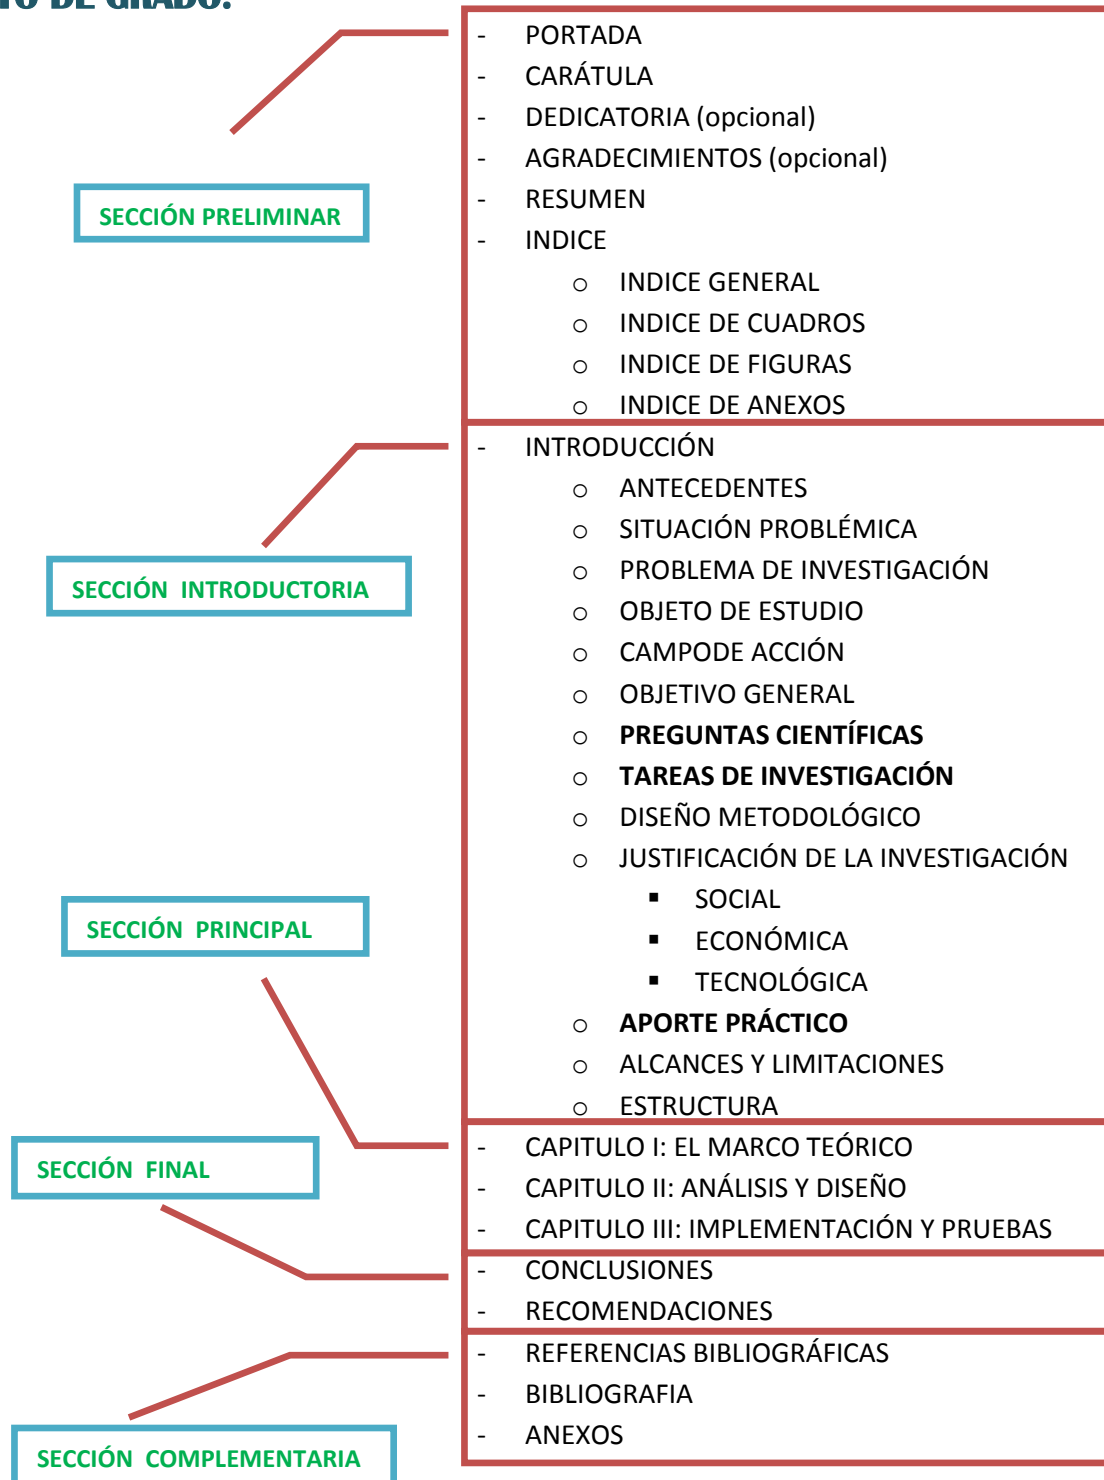 DE GRADO.
- PORTADA
- CARÁTULA
- DEDICATORIA (opcional)
- AGRADECIMIENTOS (opcional)
- RESUMEN
- INDICE
o INDICE GENERAL
o INDICE DE CUADROS
o INDICE DE FIGURAS
o INDICE DE ANEXOS
SECCIÓN PRELIMINAR
- INTRODUCCIÓN
o ANTECEDENTES
o SITUACIÓN PROBLÉMICA
o PROBLEMA DE INVESTIGACIÓN
o OBJETO DE ESTUDIO
o CAMPODE ACCIÓN
o OBJETIVO GENERAL
o PREGUNTAS CIENTÍFICAS
o TAREAS DE INVESTIGACIÓN
o DISEÑO METODOLÓGICO
o JUSTIFICACIÓN DE LA INVESTIGACIÓN
▪ SOCIAL
▪ ECONÓMICA
▪ TECNOLÓGICA
o APORTE PRÁCTICO
o ALCANCES Y LIMITACIONES
o ESTRUCTURA
SECCIÓN INTRODUCTORIA
- CAPITULO I: EL MARCO TEÓRICO
- CAPITULO II: ANÁLISIS Y DISEÑO
- CAPITULO III: IMPLEMENTACIÓN Y PRUEBAS
SECCIÓN PRINCIPAL
- CONCLUSIONES
- RECOMENDACIONES
SECCIÓN FINAL
- REFERENCIAS BIBLIOGRÁFICAS
- BIBLIOGRAFIA
- ANEXOS
SECCIÓN COMPLEMENTARIA